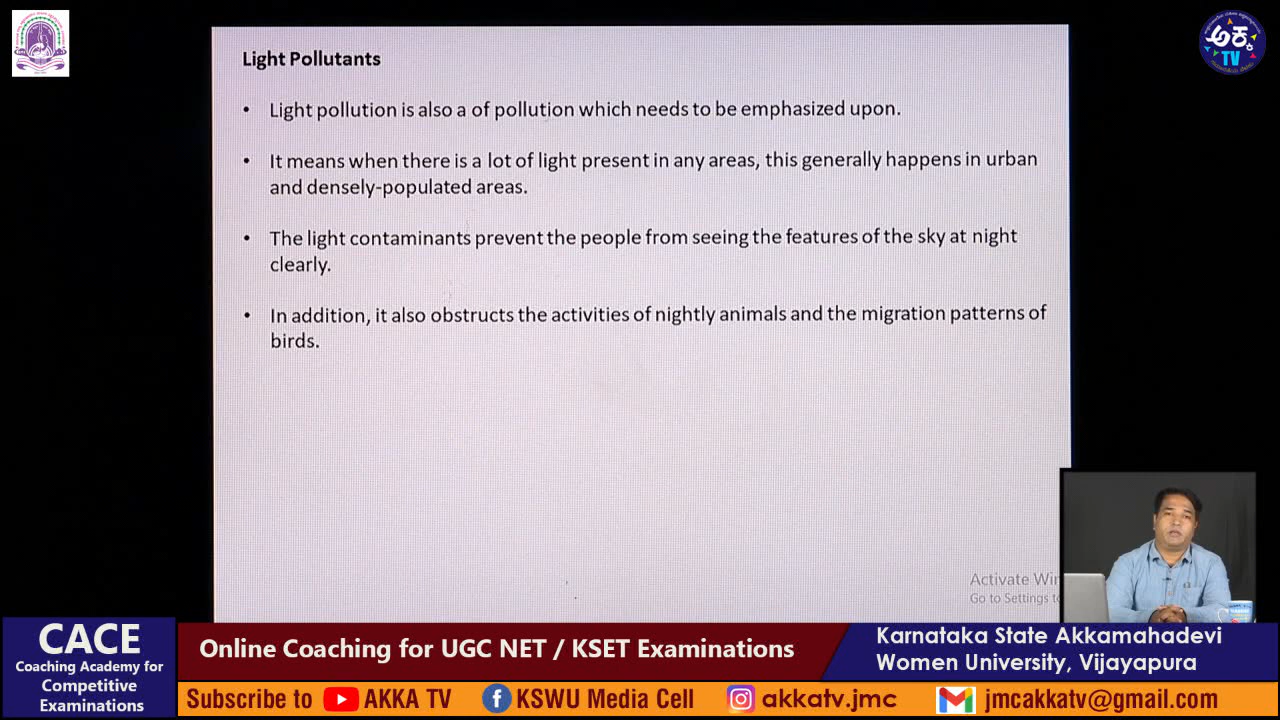 ಅಕ್ಕ
TV
Light Pollutants
• Light pollution is also a of pollution which needs to be emphasized upon.
• It means when there is a lot of light present in any areas, this generally happens in urban
and densely-populated areas.
• The light contaminants prevent the people from seeing the features of the sky at night
clearly.
• In addition, it also obstructs the activities of nightly animals and the migration patterns of
birds.
Activate Win
Go to Settings to
CACE
Coaching Academy for
Competitive
Examinations
Online Coaching for UGC NET / KSET Examinations
Karnataka State Akkamahadevi
Women University, Vijayapura
Subscribe to AKKA TV KSWU Media Cell akkatv.jmc jmcakkatv@gmail.com